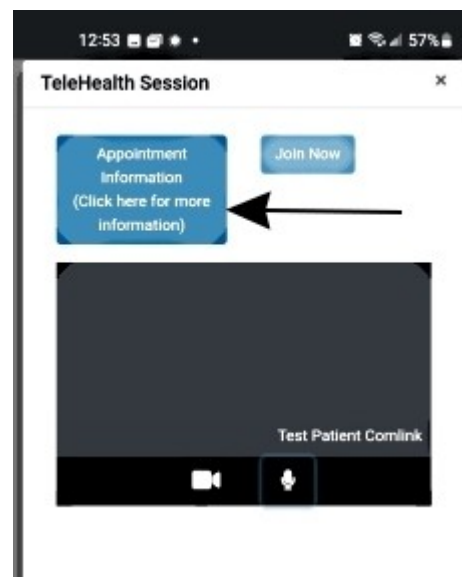 12:53 57%
TeleHealth Session ×
Appointment
Information
(Click here for more
information)
Join Now
Test Patient Comlink